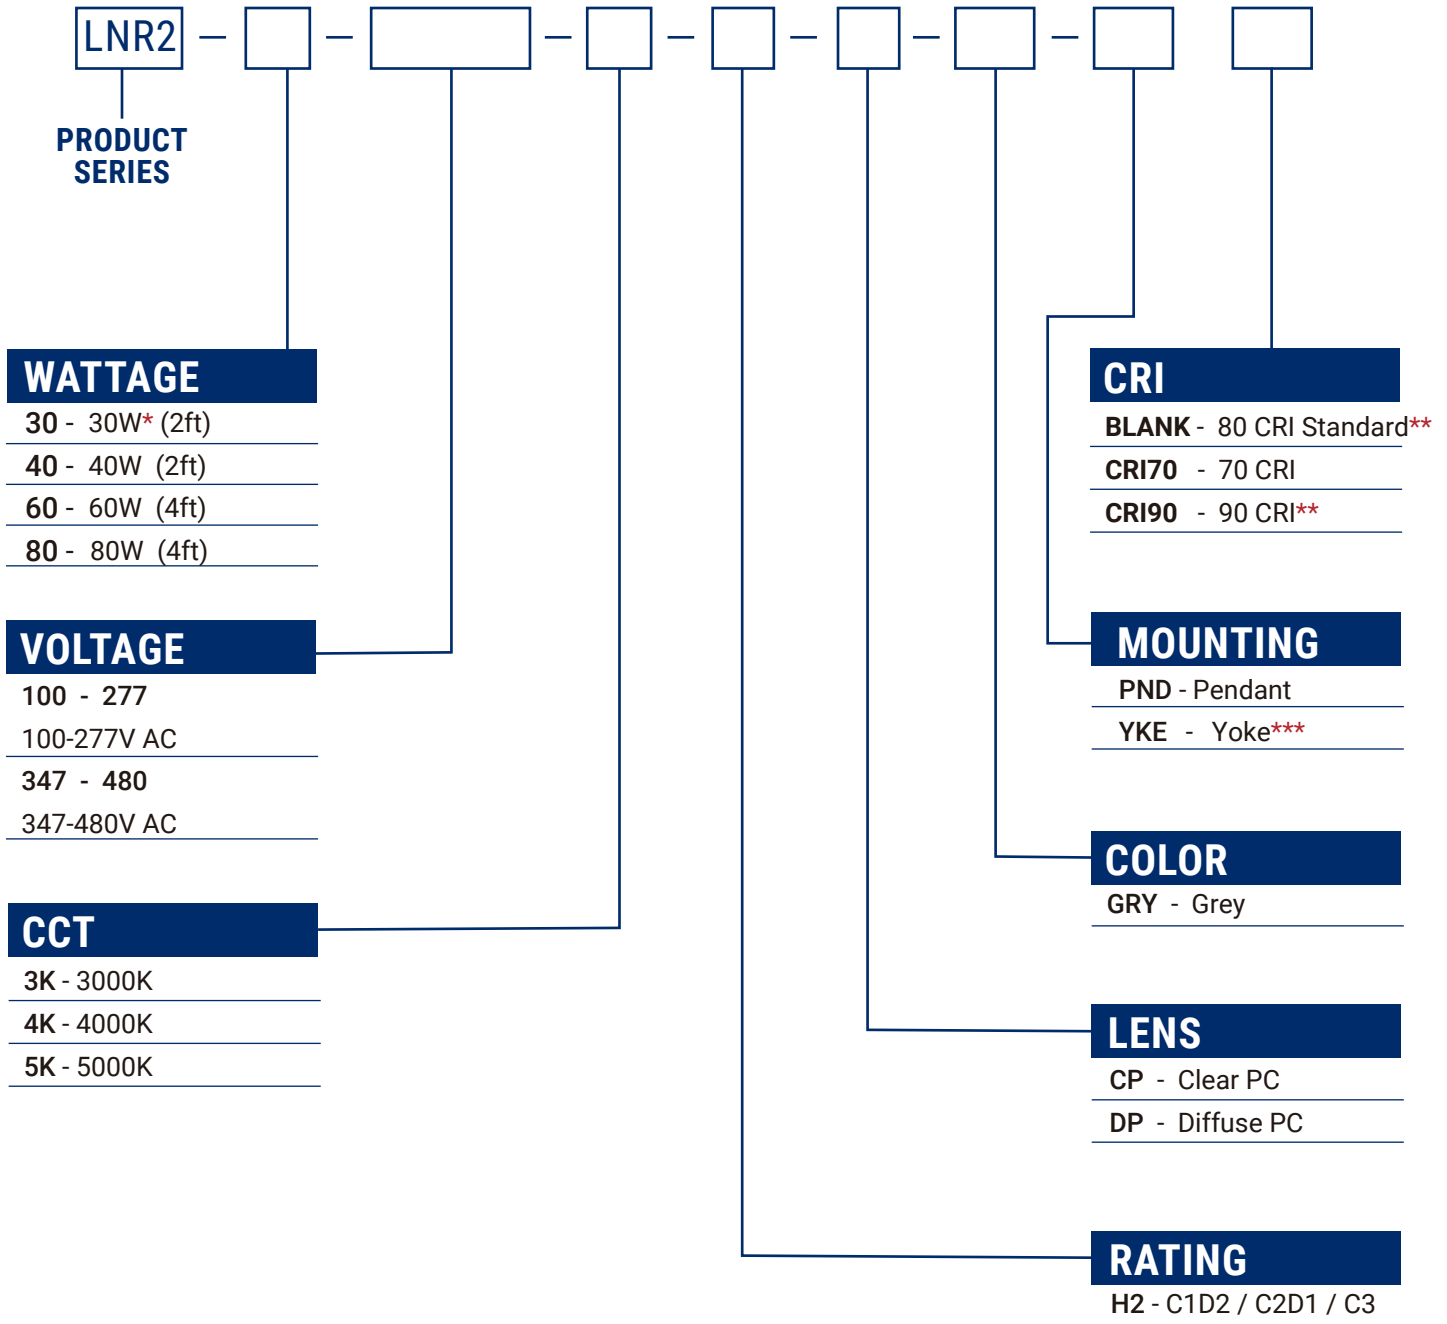 LNR2 – – – – – – –
PRODUCT
SERIES
WATTAGE
30 - 30W* (2ft)
40 - 40W (2ft)
60 - 60W (4ft)
80 - 80W (4ft)
VOLTAGE
100 - 277
100-277V AC
347 - 480
347-480V AC
CCT
3K - 3000K
4K - 4000K
5K - 5000K
CRI
BLANK - 80 CRI Standard**
CRI70 - 70 CRI
CRI90 - 90 CRI**
MOUNTING
PND - Pendant
YKE - Yoke***
COLOR
GRY - Grey
LENS
CP - Clear PC
DP - Diffuse PC
RATING
H2 - C1D2 / C2D1 / C3